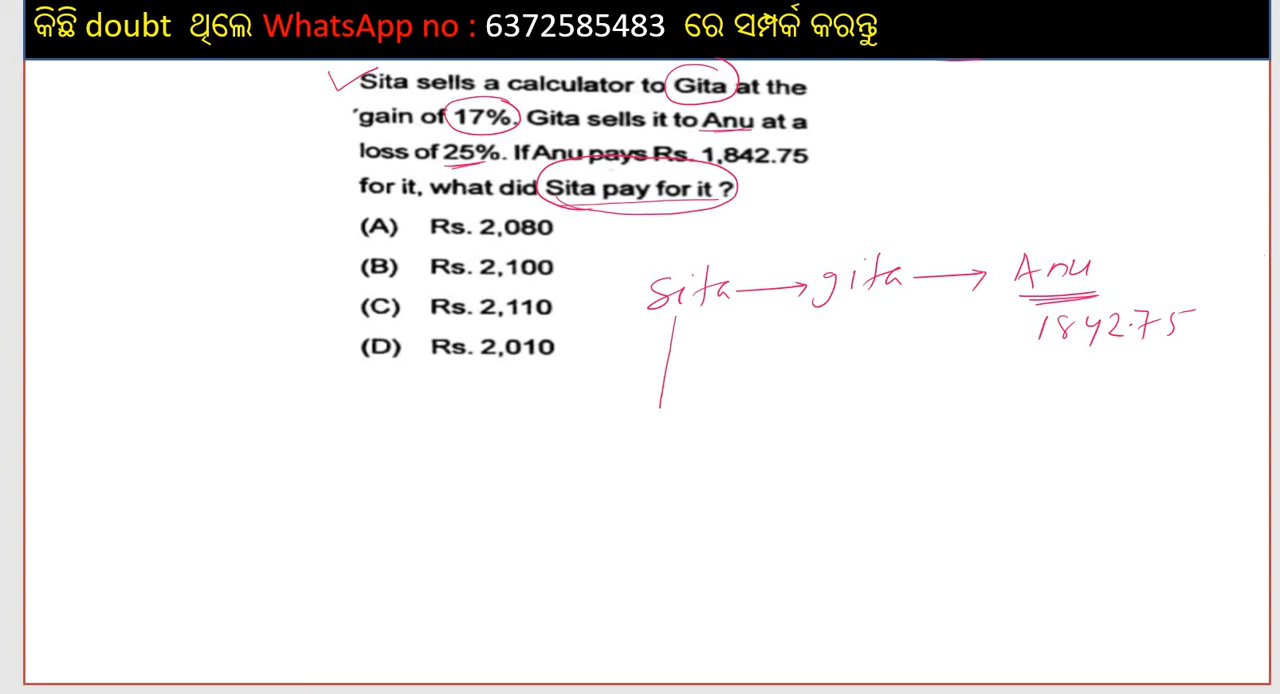 କିଛି doubt ଥିଲେ WhatsApp no : 6372585483 ରେ ସମ୍ପର୍କ କରନ୍ତୁ
Sita sells a calculator to Gita at the
gain of 17%. Gita sells it to Anu at a
loss of 25%. If Anu pays Rs. 1,842.75
for it, what did Sita pay for it ?
(A) Rs. 2,080
(B) Rs. 2,100
(C) Rs. 2,110
(D) Rs. 2,010
Sita → gita → Anu
1842.75